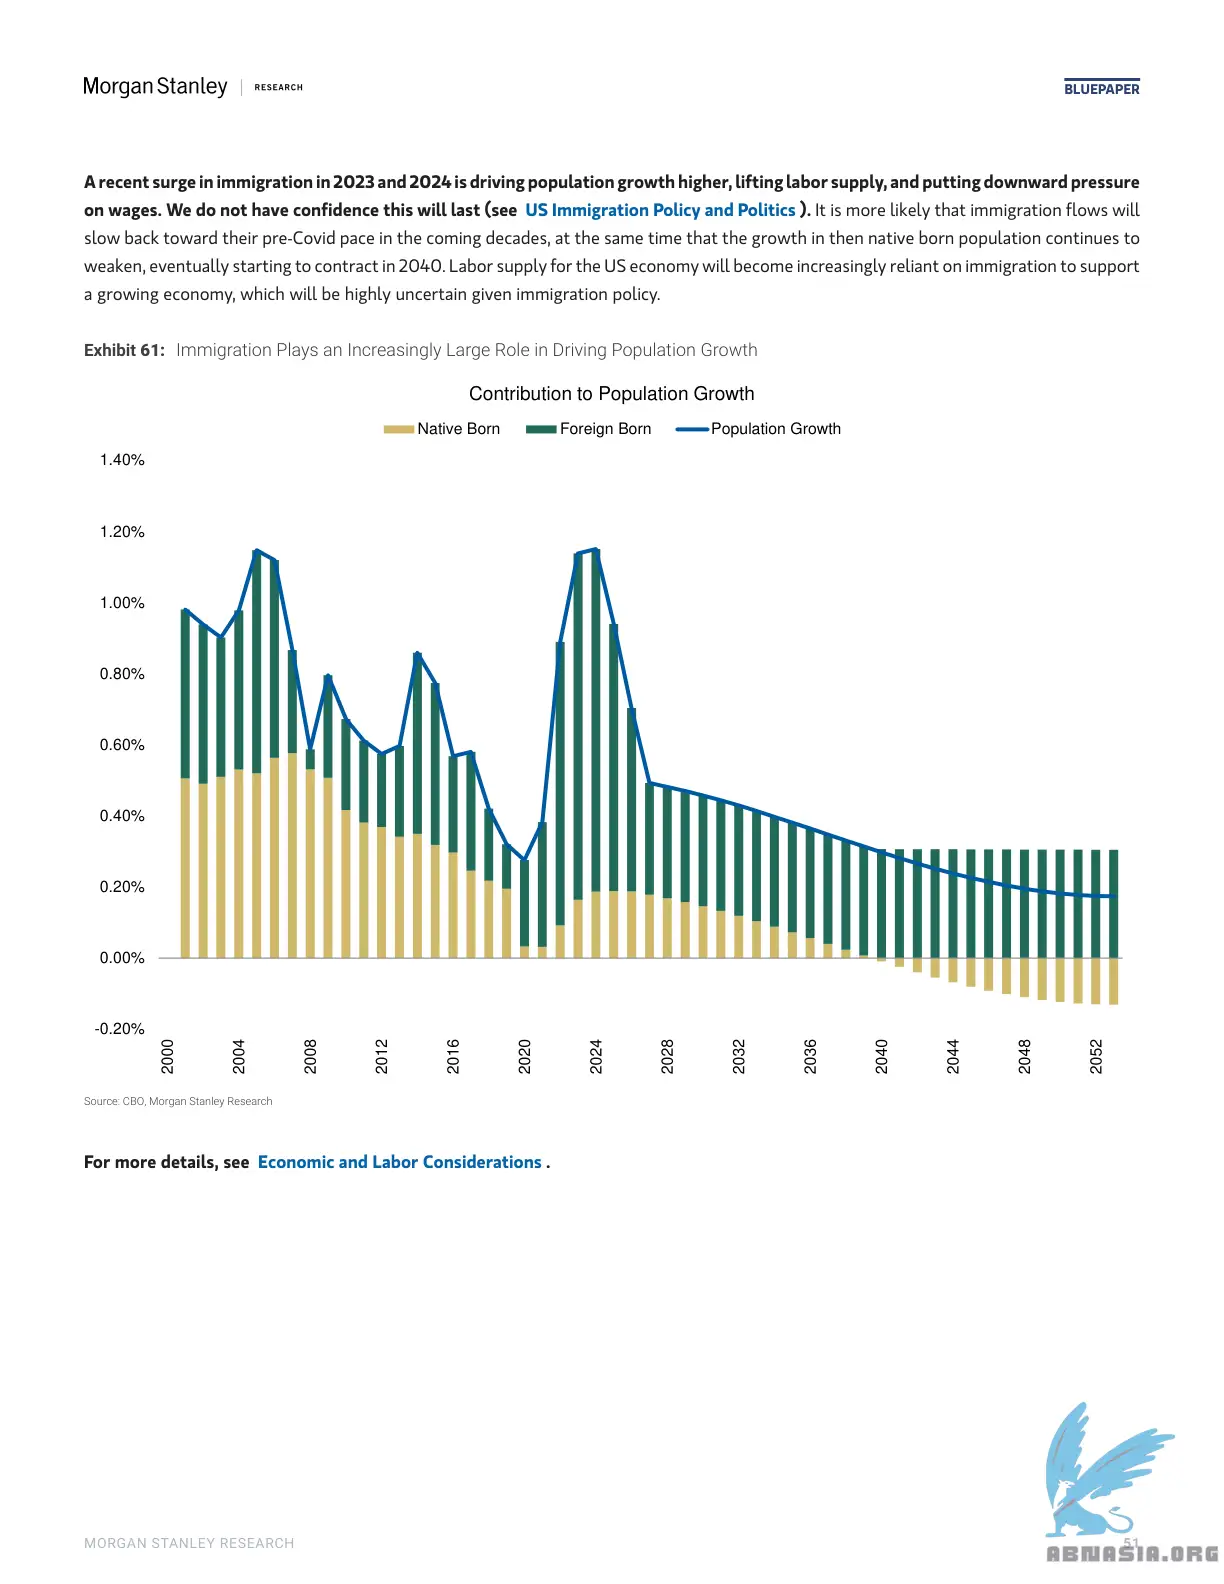 Morgan Stanley | RESEARCH
BLUEPAPER
A recent surge in immigration in 2023 and 2024 is driving population growth higher, lifting labor supply, and putting downward pressure
on wages. We do not have confidence this will last (see US Immigration Policy and Politics ). It is more likely that immigration flows will
slow back toward their pre-Covid pace in the coming decades, at the same time that the growth in then native born population continues to
weaken, eventually starting to contract in 2040. Labor supply for the US economy will become increasingly reliant on immigration to support
a growing economy, which will be highly uncertain given immigration policy.
Exhibit 61: Immigration Plays an Increasingly Large Role in Driving Population Growth
Contribution to Population Growth
Native Born Foreign Born Population Growth
1.40%
1.20%
1.00%
0.80%
0.60%
0.40%
0.20%
0.00%
-0.20%
2000 2004 2008 2012 2016 2020 2024 2028 2032 2036 2040 2044 2048 2052
Source: CBO, Morgan Stanley Research
For more details, see Economic and Labor Considerations .
MORGAN STANLEY RESEARCH
51
ABNASIA.ORG